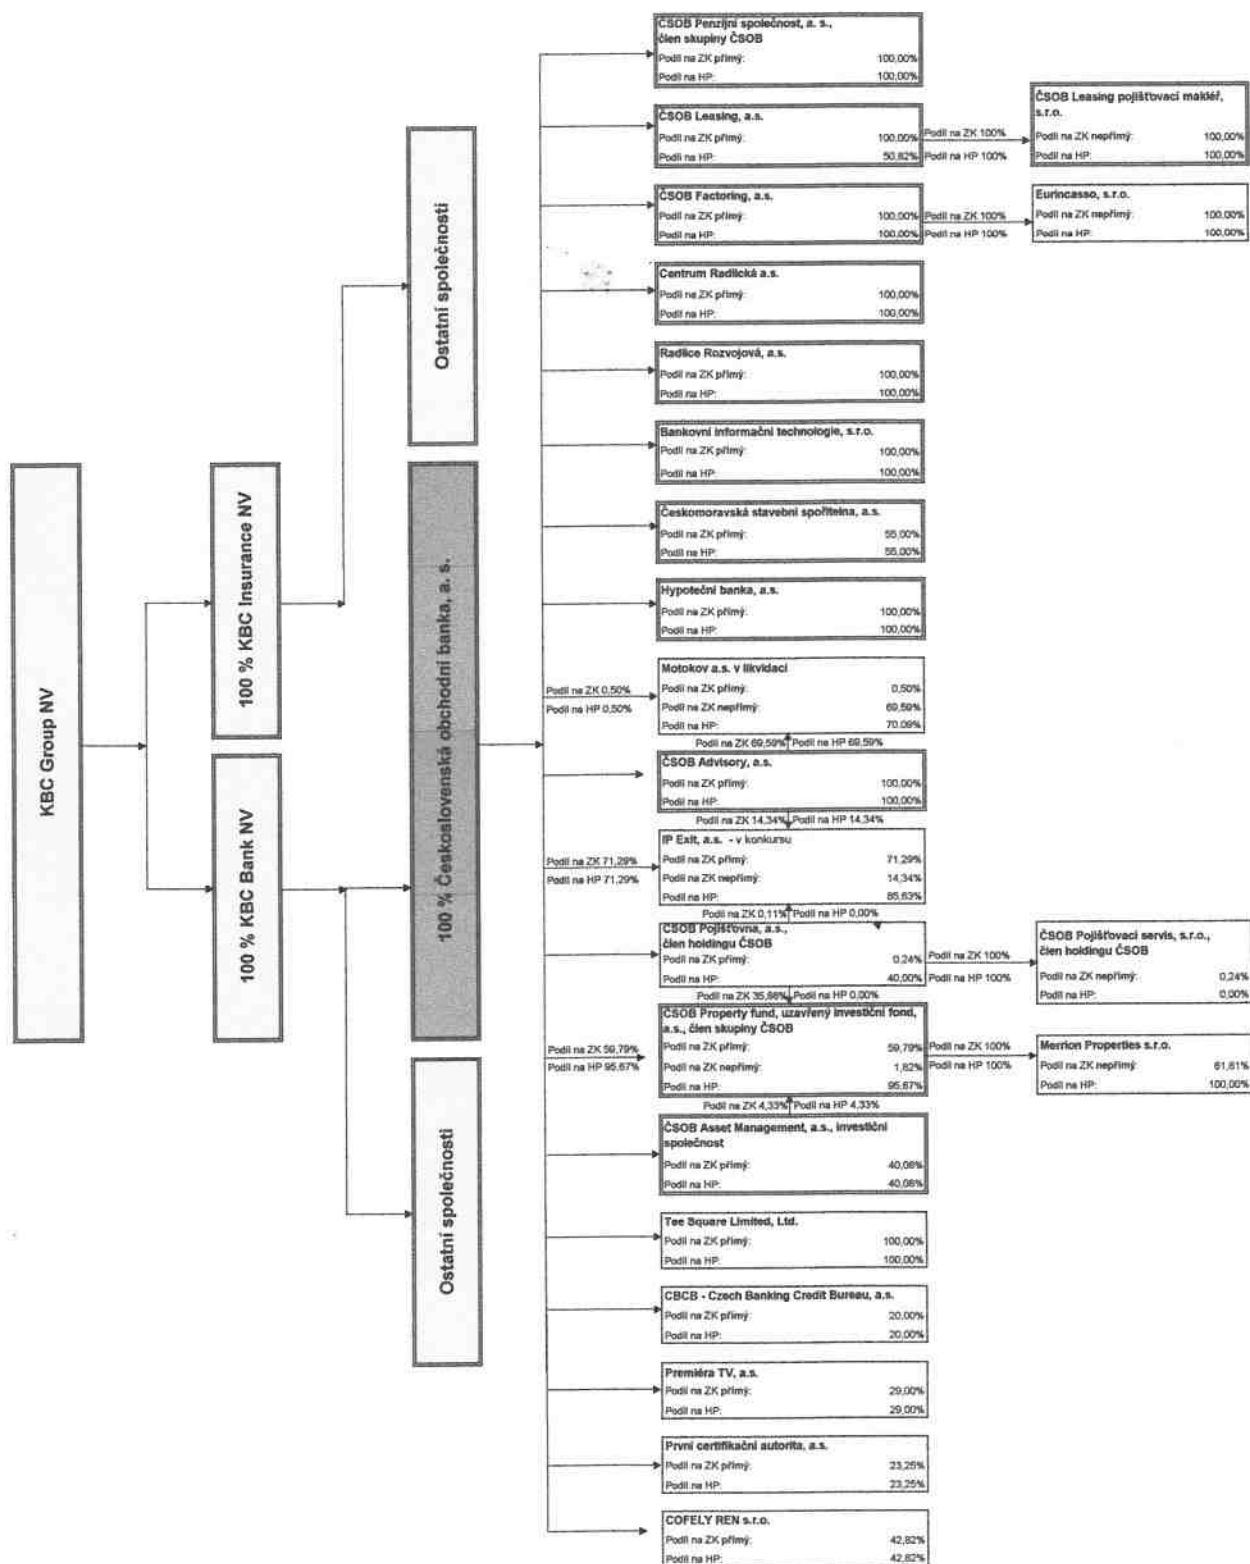 KBC Group NV
100 % KBC Insurance NV
100 % KBC Bank NV
Ostatní společnosti
100 % Československá obchodní banka, a. s.
Ostatní společnosti
ČSOB Penzijní společnost, a. s.,
člen skupiny ČSOB
Podíl na ZK přímý: 100,00%
Podíl na HP: 100,00%
ČSOB Leasing, a.s.
Podíl na ZK přímý: 100,00%
Podíl na HP: 50,82%
Podíl na ZK 100%
Podíl na HP 100%
ČSOB Leasing pojišťovací makléř,
s.r.o.
Podíl na ZK nepřímý: 100,00%
Podíl na HP: 100,00%
ČSOB Factoring, a.s.
Podíl na ZK přímý: 100,00%
Podíl na HP: 100,00%
Podíl na ZK 100%
Podíl na HP 100%
Eurincasso, s.r.o.
Podíl na ZK nepřímý: 100,00%
Podíl na HP: 100,00%
Centrum Radlická a.s.
Podíl na ZK přímý: 100,00%
Podíl na HP: 100,00%
Radlice Rozvojová, a.s.
Podíl na ZK přímý: 100,00%
Podíl na HP: 100,00%
Bankovní informační technologie, s.r.o.
Podíl na ZK přímý: 100,00%
Podíl na HP: 100,00%
Českomoravská stavební spořitelna, a.s.
Podíl na ZK přímý: 55,00%
Podíl na HP: 55,00%
Hypoteční banka, a.s.
Podíl na ZK přímý: 100,00%
Podíl na HP: 100,00%
Podíl na ZK 0,50%
Podíl na HP 0,50%
Motokov a.s. v likvidaci
Podíl na ZK přímý: 0,50%
Podíl na ZK nepřímý: 69,59%
Podíl na HP: 70.09%
Podíl na ZK 69,59% Podíl na HP 69,59%
ČSOB Advisory, a.s.
Podíl na ZK přímý: 100,00%
Podíl na HP: 100,00%
Podíl na ZK 14,34% Podíl na HP 14,34%
Podíl na ZK 71,29%
Podíl na HP 71,29%
IP Exit, a.s. - v konkursu
Podíl na ZK přímý: 71,29%
Podíl na ZK nepřímý: 14,34%
Podíl na HP: 85,63%
Podíl na ZK 0,11% Podíl na HP 0,00%
ČSOB Pojišťovna, a.s.,
člen holdingu ČSOB
Podíl na ZK přímý: 0,24%
Podíl na HP: 40,00%
Podíl na ZK 100%
Podíl na HP 100%
ČSOB Pojišťovací servis, s.r.o.,
člen holdingu ČSOB
Podíl na ZK nepřímý: 0,24%
Podíl na HP: 0,00%
Podíl na ZK Podíl na HP 0,00%
Podíl na ZK 59,79%
Podíl na HP 95,67%
ČSOB Property fund, uzavřený investiční fond,
a.s., člen skupiny ČSOB
Podíl na ZK přímý: 59,79%
Podíl na ZK nepřímý: 1,82%
Podíl na HP: 95,67%
Podíl na ZK 100%
Podíl na HP 100%
Merrion Properties s.r.o.
Podíl na ZK nepřímý: 61,61%
Podíl na HP: 100,00%
Podíl na ZK 4,33% Podíl na HP 4,33%
ČSOB Asset Management, a.s., investiční
společnost
Podíl na ZK přímý: 40,08%
Podíl na HP: 40,08%
Tee Square Limited, Ltd.
Podíl na ZK přímý: 100,00%
Podíl na HP: 100,00%
CBCB - Czech Banking Credit Bureau, a.s.
Podíl na ZK přímý: 20,00%
Podíl na HP: 20,00%
Premiéra TV, a.s.
Podíl na ZK přímý: 29,00%
Podíl na HP: 29,00%
První certifikační autorita, a.s.
Podíl na ZK přímý: 23,25%
Podíl na HP: 23,25%
COFELY REN s.r.o.
Podíl na ZK přímý: 42,82%
Podíl na HP: 42,82%